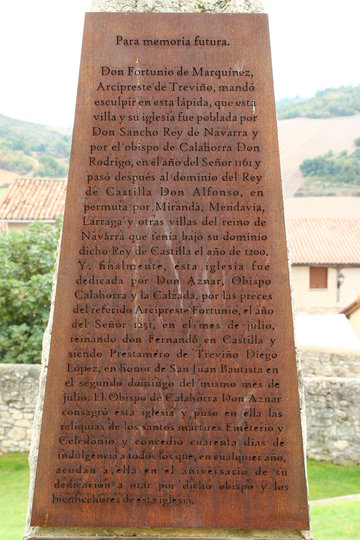 Para memoria futura.
Don Fortunio de Marquínez,
Arcipreste de Treviño, mandó
esculpir en esta lápida, que esta
villa y su iglesia fue poblada por
Don Sancho Rey de Navarra y
por el obispo de Calahorra Don
Rodrigo, en el año del Señor 1161 y
pasó después al dominio del Rey
de Castilla Don Alfonso, en
permuta por Miranda, Mendavia,
Larraga y otras villas del reino de
Navarra que tenía bajo su dominio
dicho Rey de Castilla el año de 1200.
Y, finalmente, esta iglesia fue
dedicada por Don Aznar, Obispo
Calahorra y la Calzada, por las preces
del referido Arcipreste Fortunio, el año
del Señor 1251, en el mes de julio,
reinando don Fernando en Castilla y
siendo Prestamero de Treviño Diego
López, en honor de San Juan Bautista en
el segundo domingo del mismo mes de
julio. El Obispo de Calahorra Don Aznar
consagró esta iglesia y puso en ella las
reliquias de los santos mártires Emeterio y
Celedonio y concedió cuarenta días de
indulgencia a todos los que, en cualquier año,
acudan a ella en el aniversario de su
dedicación a orar por dicho obispo y los
bienhechores de esta iglesia.